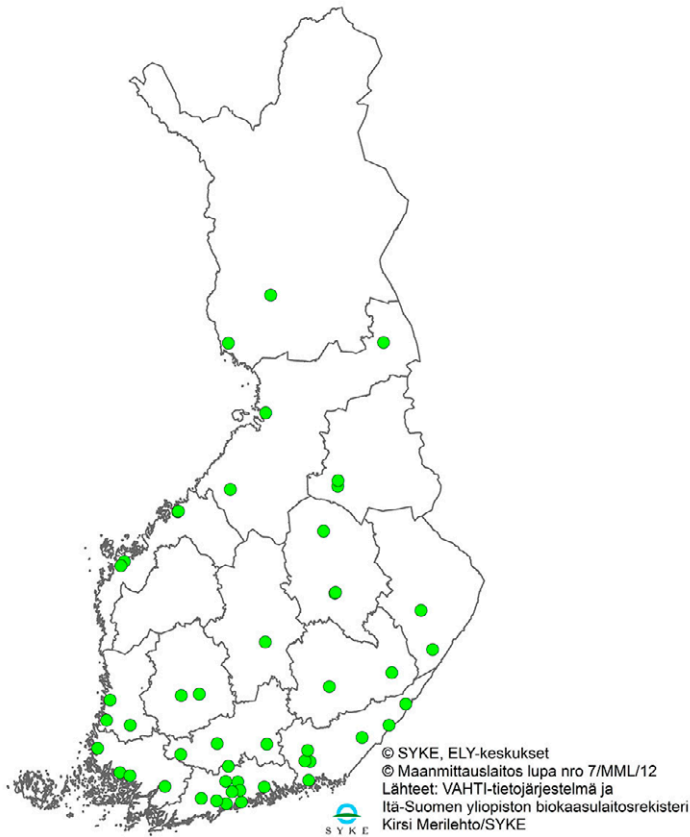 © SYKE, ELY-keskukset
© Maanmittauslaitos lupa nro 7/MML/12
Lähteet: VAHTI-tietojärjestelmä ja
Itä-Suomen yliopiston biokaasulaitosrekisteri
Kirsi Merilehto/SYKE
S Y K E